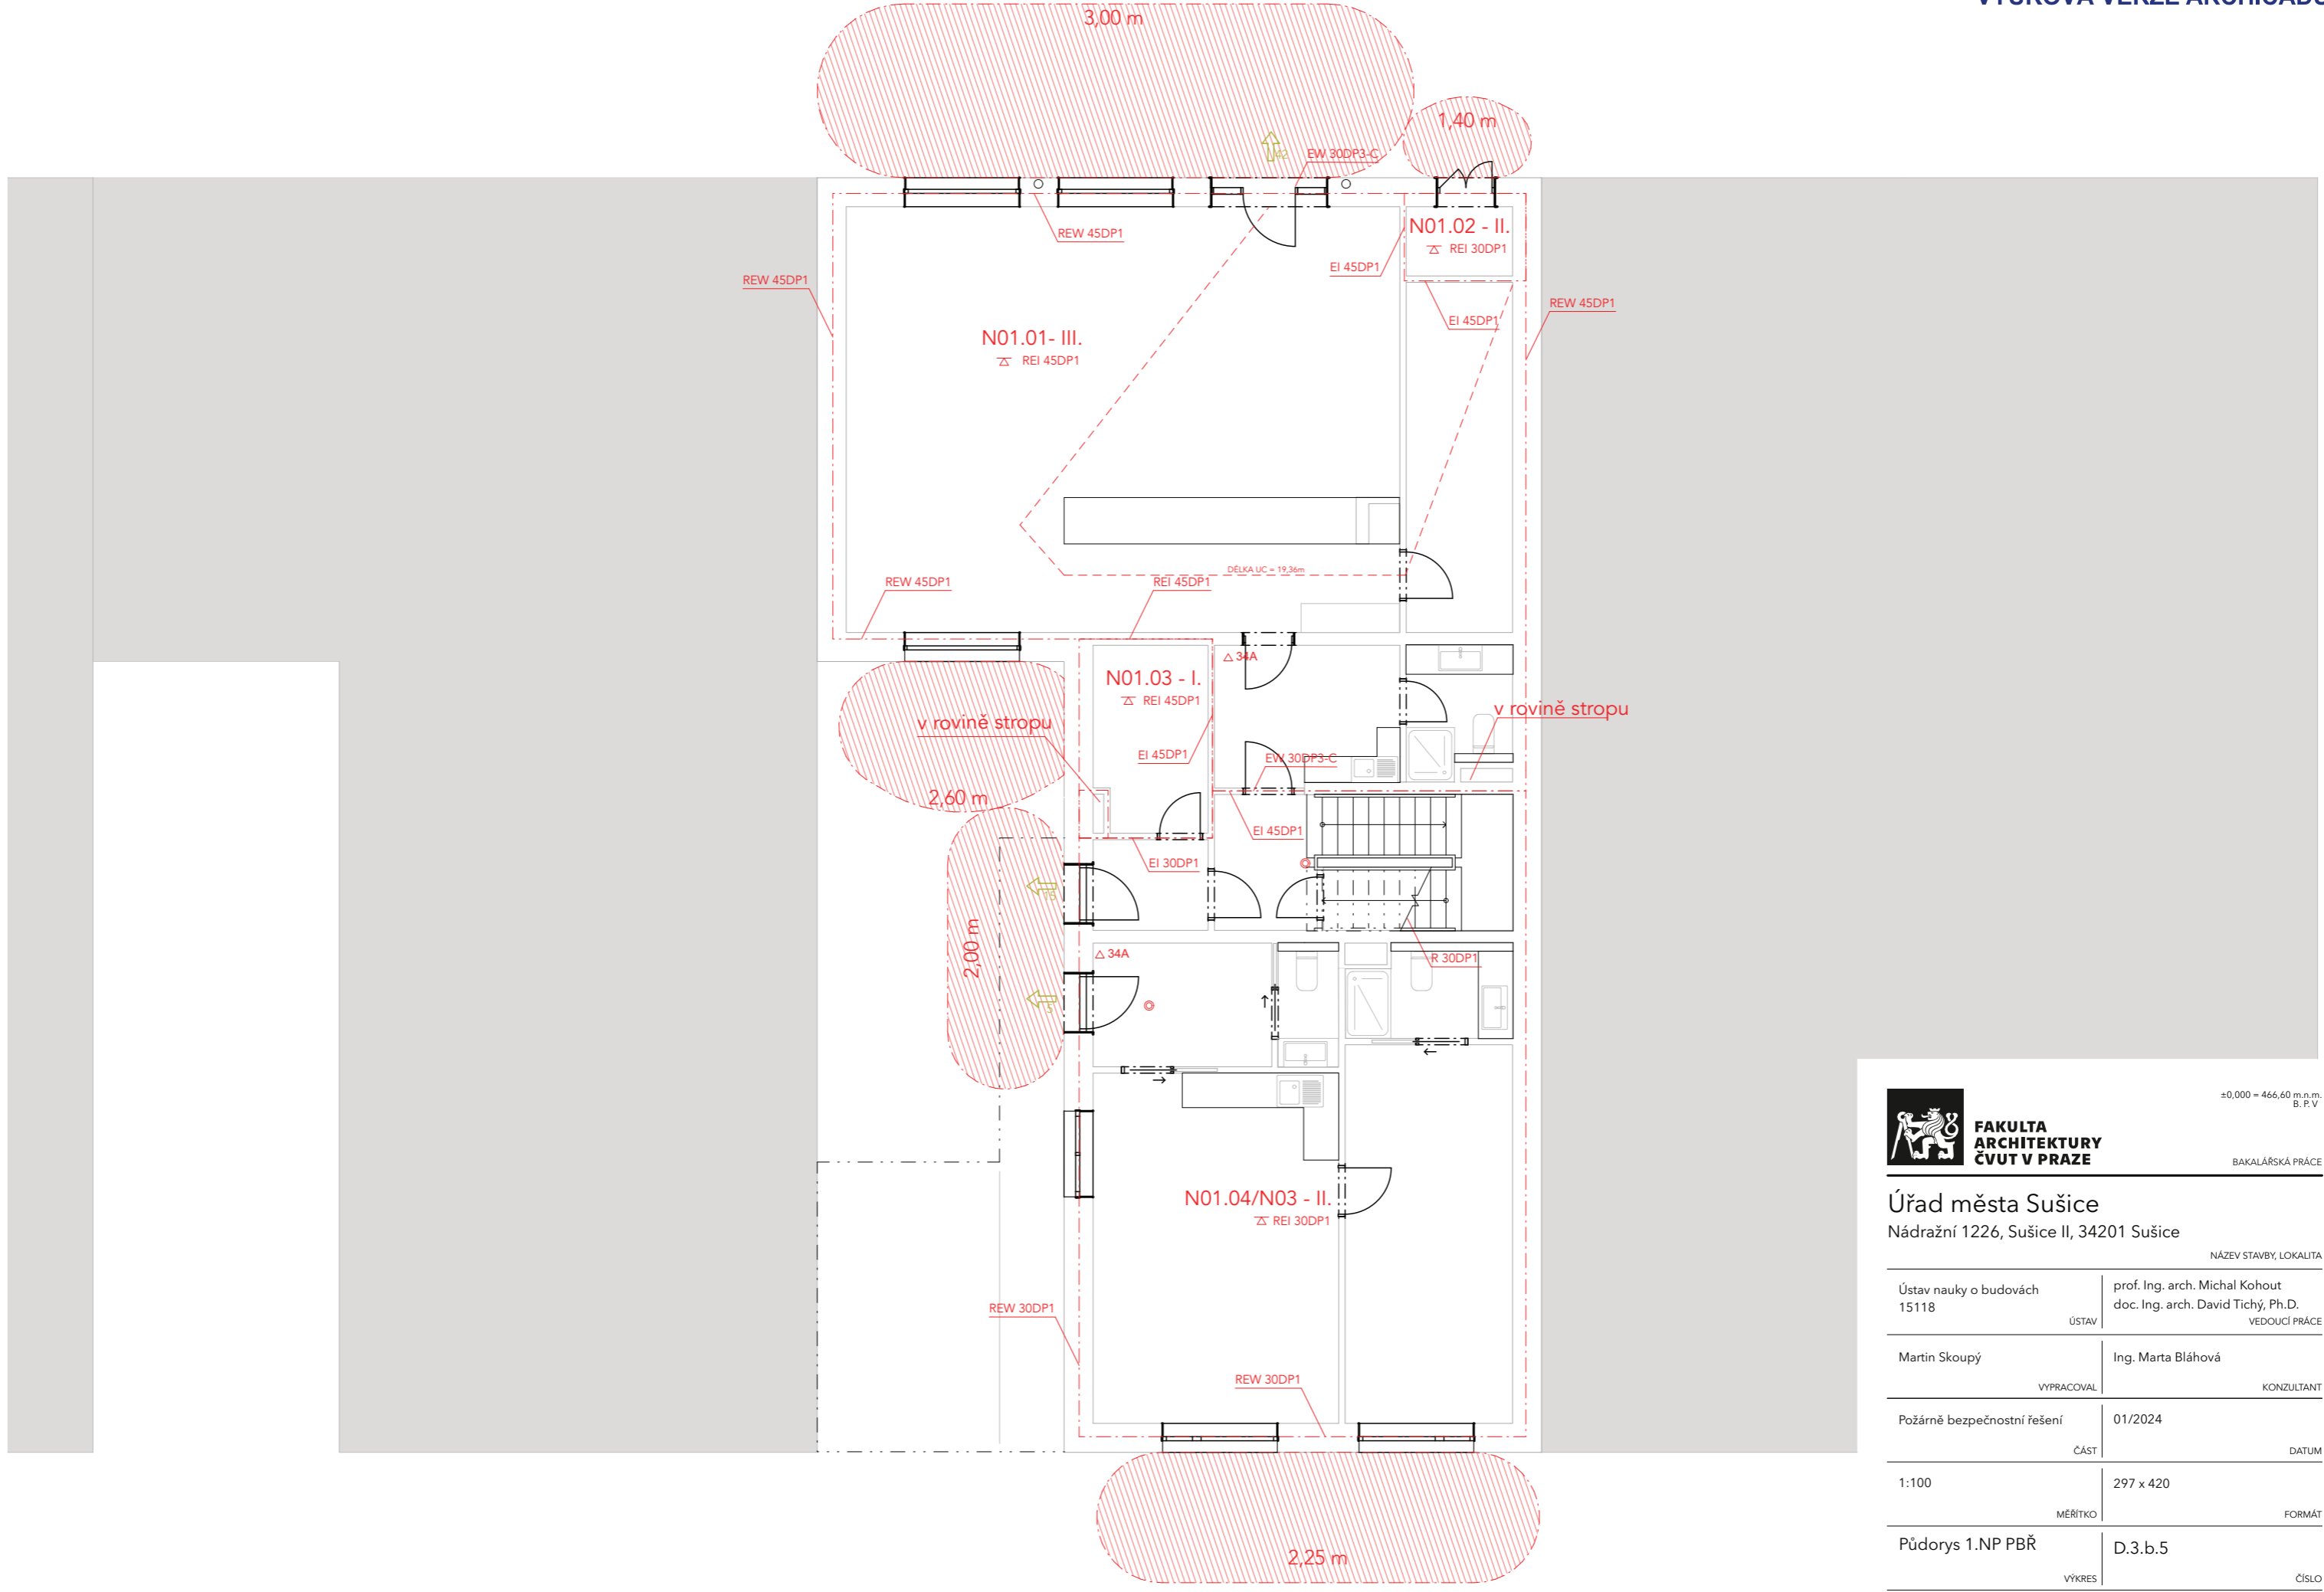 VÝUKOVÁ VERZE ARCHICADU
3,00 m
1,40 m
42
EW 30DP3-C
N01.02 - II.
REI 30DP1
REW 45DP1
EI 45DP1
REW 45DP1
REW 45DP1
EI 45DP1
N01.01- III.
REI 45DP1
DÉLKA ÚC = 19,36m
REW 45DP1
REI 45DP1
34A
N01.03 - I.
REI 45DP1
v rovině stropu
v rovině stropu
EI 45DP1
EW 30DP3-C
2,60 m
EI 45DP1
EI 30DP1
15
2,00 m
34A
R 30DP1
5
N01.04/N03 - II.
REI 30DP1
REW 30DP1
REW 30DP1
2,25 m
±0,000 = 466,60 m.n.m.
B. P. V
FAKULTA
ARCHITEKTURY
ČVUT V PRAZE
BAKALÁŘSKÁ PRÁCE
Úřad města Sušice
Nádražní 1226, Sušice II, 34201 Sušice
NÁZEV STAVBY, LOKALITA
Ústav nauky o budovách
15118
ÚSTAV
prof. Ing. arch. Michal Kohout
doc. Ing. arch. David Tichý, Ph.D.
VEDOUCÍ PRÁCE
Martin Skoupý
VYPRACOVAL
Ing. Marta Bláhová
KONZULTANT
Požárně bezpečnostní řešení
ČÁST
01/2024
DATUM
1:100
MĚŘÍTKO
297 x 420
FORMÁT
Půdorys 1.NP PBŘ
VÝKRES
D.3.b.5
ČÍSLO